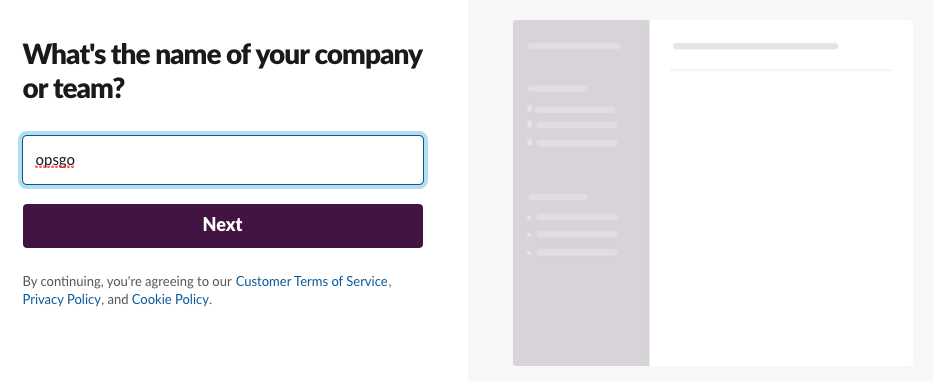 What's the name of your company
or team?
opsgo
Next
By continuing, you're agreeing to our Customer Terms of Service,
Privacy Policy, and Cookie Policy.